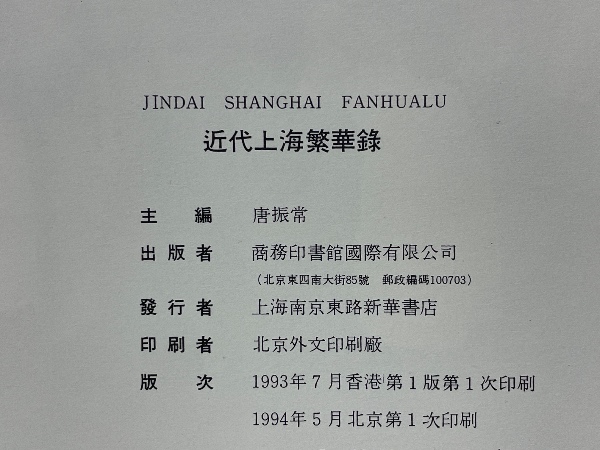 JINDAI SHANGHAI FANHUALU
近代上海繁華錄
主編 唐振常
出版者 商務印書館國際有限公司
（北京東四南大街85號 郵政編碼100703）
發行者 上海南京東路新華書店
印刷者 北京外文印刷廠
版次 1993年7月香港第1版第1次印刷
1994年5月北京第1次印刷